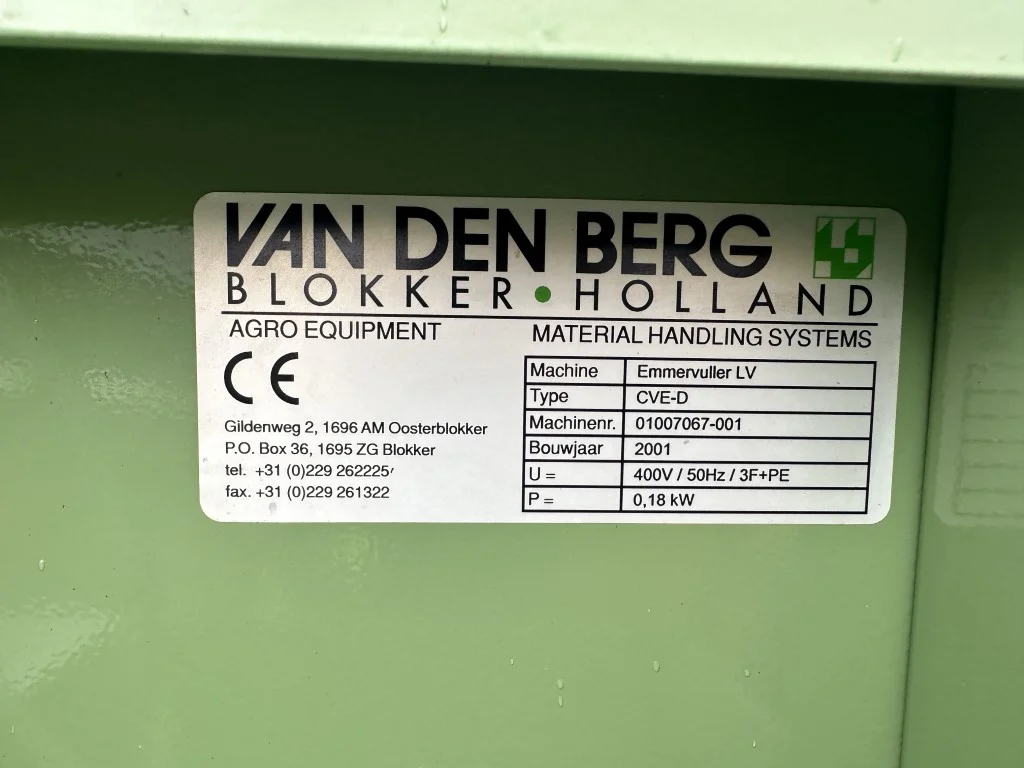 VAN DEN BERG
BLOKKER • HOLLAND
AGRO EQUIPMENT
MATERIAL HANDLING SYSTEMS
CE
Gildenweg 2, 1696 AM Oosterblokker
P.O. Box 36, 1695 ZG Blokker
tel. +31 (0)229 262225
fax. +31 (0)229 261322
Machine Emmervuller LV
Type CVE-D
Machinenr. 01007067-001
Bouwjaar 2001
U = 400V / 50Hz / 3F+PE
P = 0,18 kW